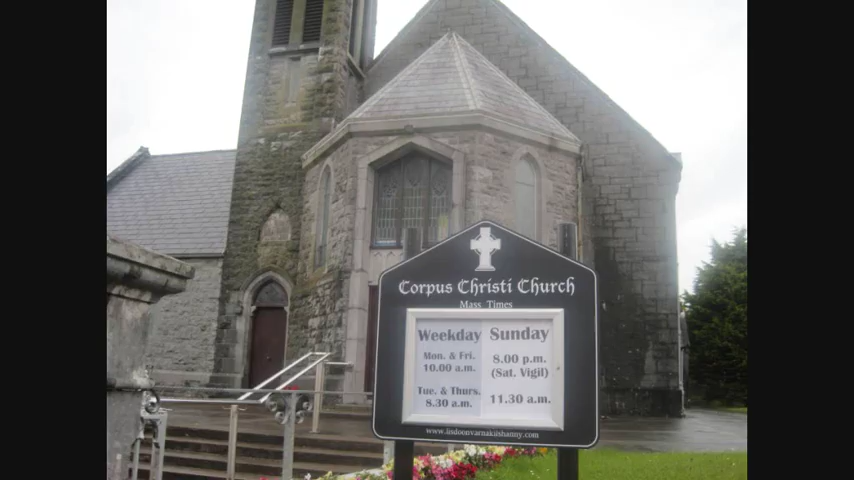 Corpus Christi Church
Mass Times
Weekday
Mon. & Fri.
10.00 a.m.
Tue. & Thurs.
8.30 a.m.
Sunday
8.00 p.m.
(Sat. Vigil)
11.30 a.m.
www.lisdoonvarnakilshanny.com